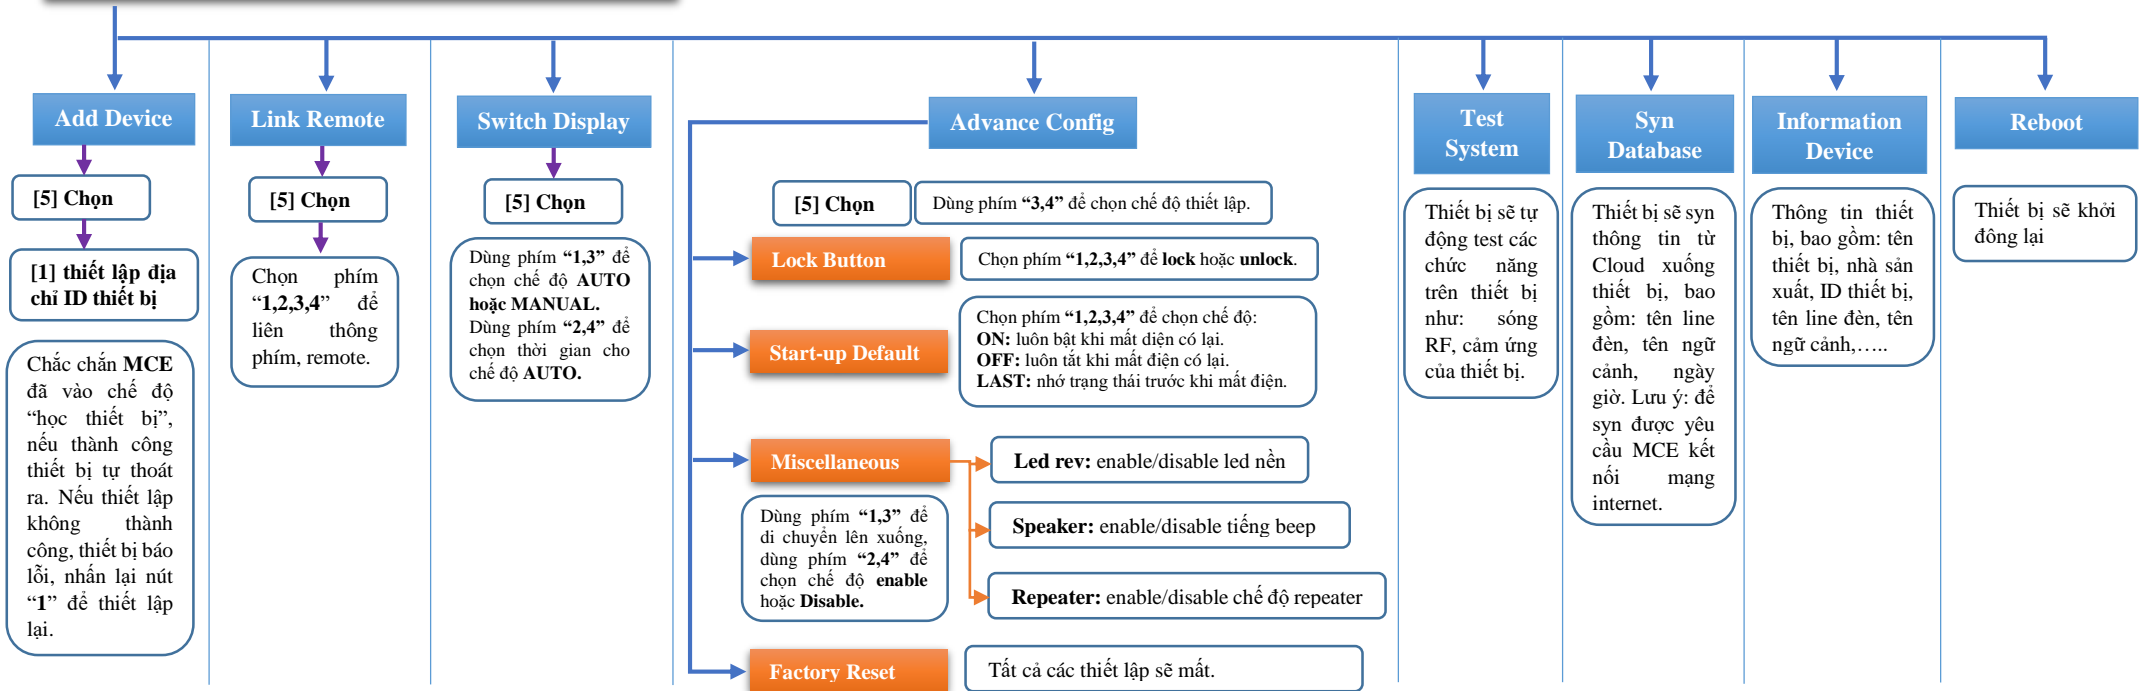 Add Device
[5] Chọn
[1] thiết lập địa
chỉ ID thiết bị
Chắc chắn MCE
đã vào chế độ
“học thiết bị”,
nếu thành công
thiết bị tự thoát
ra. Nếu thiết lập
không thành
công, thiết bị báo
lỗi, nhấn lại nút
“1” để thiết lập
lại.
Link Remote
[5] Chọn
Chọn phím
“1,2,3,4” để
liên thông
phím, remote.
Switch Display
[5] Chọn
Dùng phím “1,3” để
chọn chế độ AUTO
hoặc MANUAL.
Dùng phím “2,4” để
chọn thời gian cho
chế độ AUTO.
Advance Config
[5] Chọn
Dùng phím “3,4” để chọn chế độ thiết lập.
Lock Button
Chọn phím “1,2,3,4” để lock hoặc unlock.
Start-up Default
Chọn phím “1,2,3,4” để chọn chế độ:
ON: luôn bật khi mất diện có lại.
OFF: luôn tắt khi mất điện có lại.
LAST: nhớ trạng thái trước khi mất điện.
Miscellaneous
Dùng phím “1,3” để
di chuyển lên xuống,
dùng phím “2,4” để
chọn chế độ enable
hoặc Disable.
Led rev: enable/disable led nền
Speaker: enable/disable tiếng beep
Repeater: enable/disable chế độ repeater
Factory Reset
Tất cả các thiết lập sẽ mất.
Test
System
Thiết bị sẽ tự
động test các
chức năng
trên thiết bị
như: sóng
RF, cảm ứng
của thiết bị.
Syn
Database
Thiết bị sẽ syn
thông tin từ
Cloud xuống
thiết bị, bao
gồm: tên line
đèn, tên ngữ
cảnh, ngày
giờ. Lưu ý: để
syn được yêu
cầu MCE kết
nối mạng
internet.
Information
Device
Thông tin thiết
bị, bao gồm: tên
thiết bị, nhà sản
xuất, ID thiết bị,
tên line đèn, tên
ngữ cảnh,…..
Reboot
Thiết bị sẽ khởi
đông lại